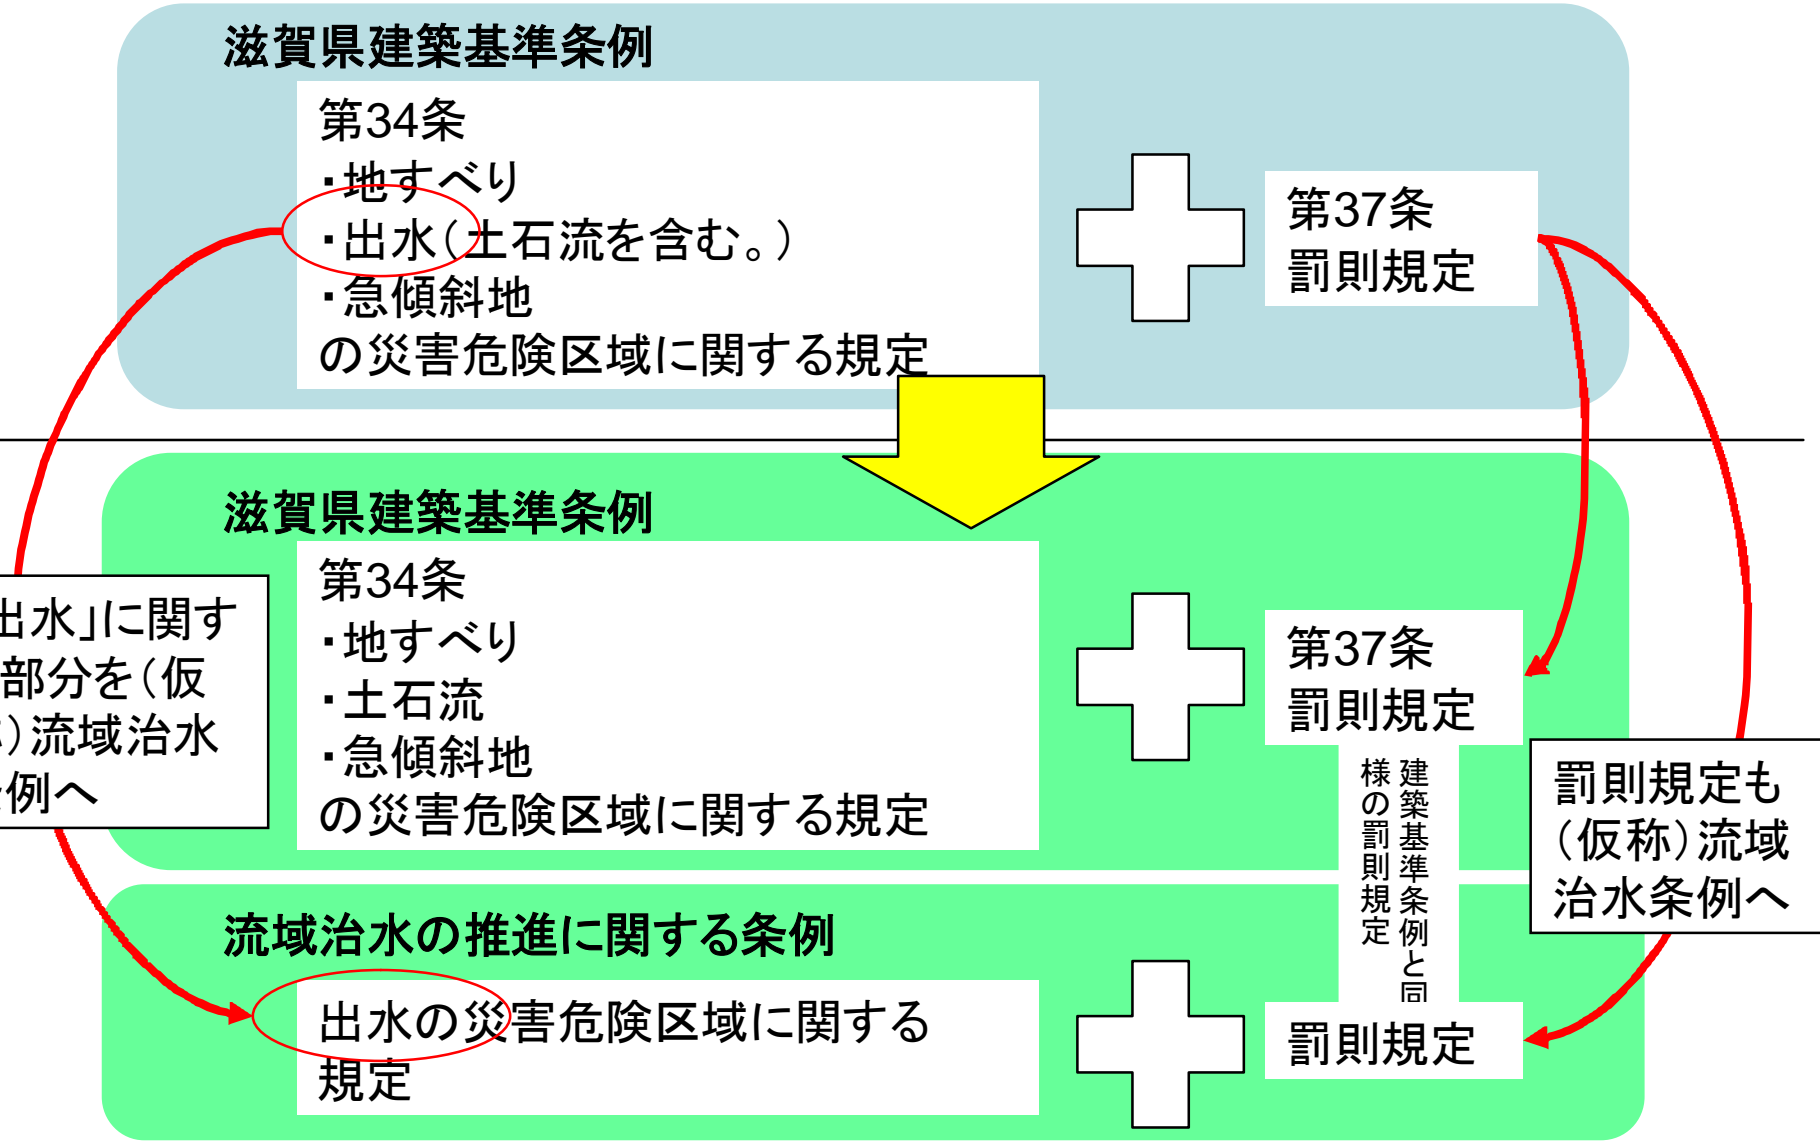 滋賀県建築基準条例
第34条
・地すべり
・出水（土石流を含む。）
・急傾斜地
の災害危険区域に関する規定
第37条
罰則規定
滋賀県建築基準条例
第34条
・地すべり
・土石流
・急傾斜地
の災害危険区域に関する規定
第37条
罰則規定
出水」に関す
部分を（仮
）流域治水
例へ
建築基準条例と同
様の罰則規定
罰則規定も
（仮称）流域
治水条例へ
流域治水の推進に関する条例
出水の災害危険区域に関する
規定
罰則規定